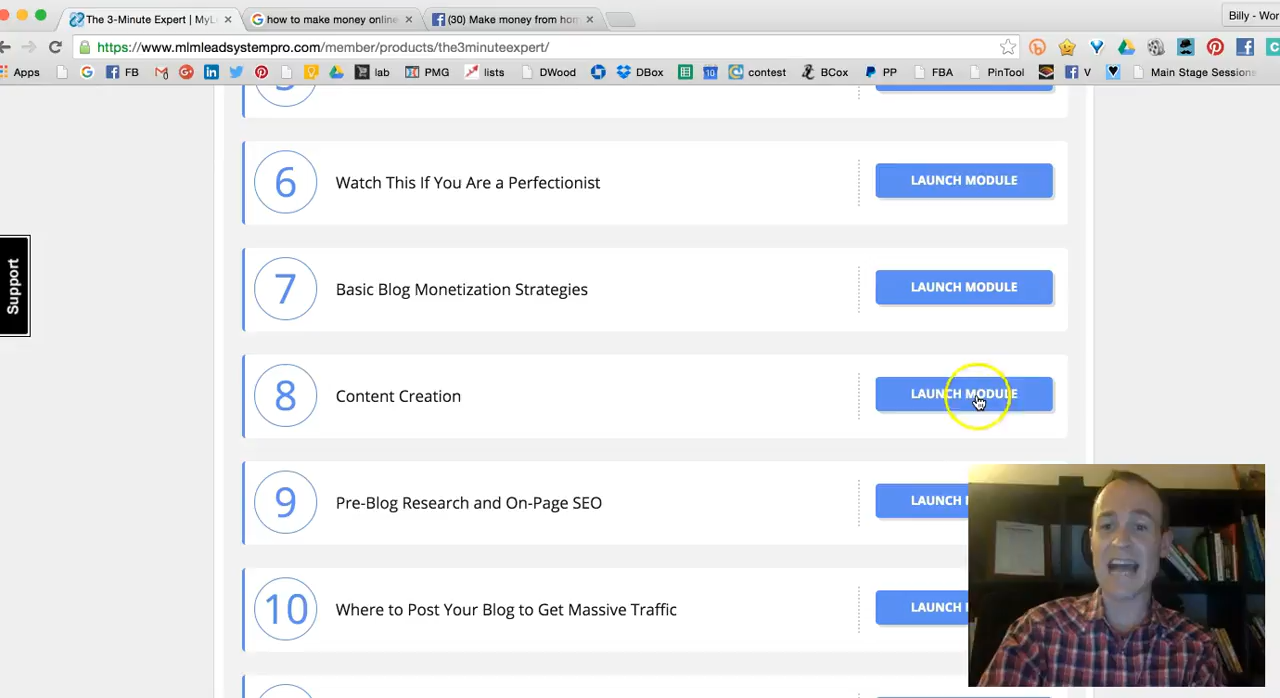 The 3-Minute Expert | MyL
how to make money online
(30) Make money from hom
Billy - Wor
https://www.mlmleadsystempro.com/member/products/the3minuteexpert/
Apps
FB
lab
PMG
lists
DWood
DBox
10
contest
BCox
PP
FBA
PinTool
V
Main Stage Sessions
6
Watch This If You Are a Perfectionist
LAUNCH MODULE
7
Basic Blog Monetization Strategies
LAUNCH MODULE
Support
8
Content Creation
LAUNCH MODULE
9
Pre-Blog Research and On-Page SEO
LAUNCH
10
Where to Post Your Blog to Get Massive Traffic
LAUNCH